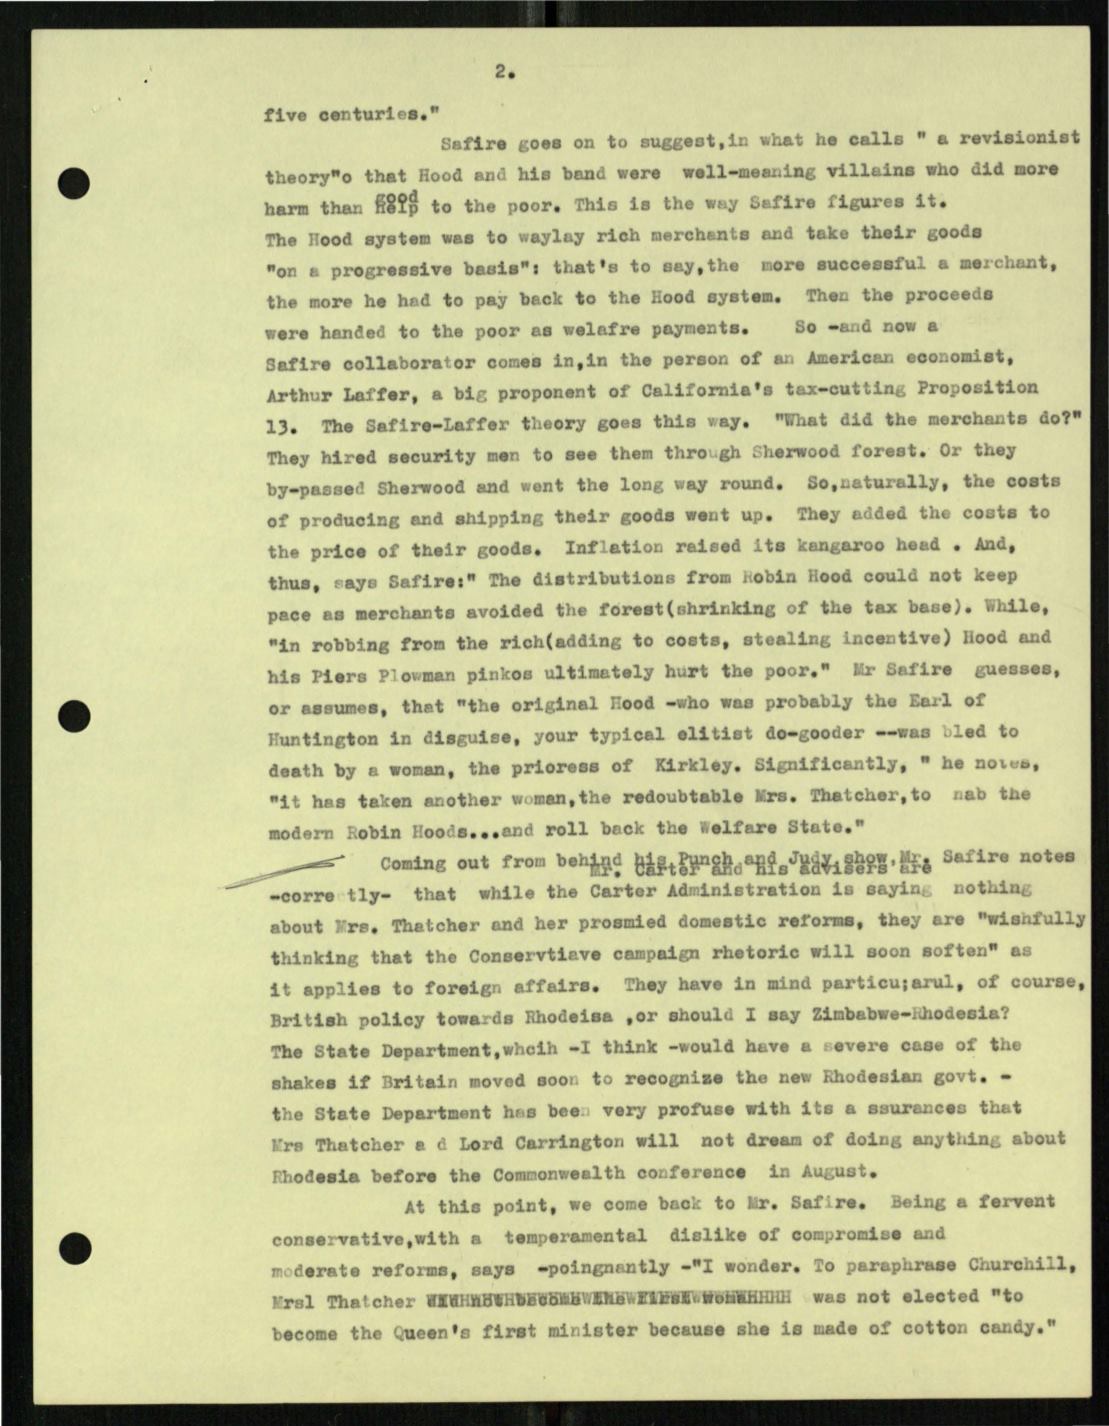 2.
five centuries."
Safire goes on to suggest,in what he calls " a revisionist
theory"o that Hood and his band were well-meaning villains who did more
good
harm than help to the poor. This is the way Safire figures it.
The Hood system was to waylay rich merchants and take their goods
"on a progressive basis": that's to say,the more successful a merchant,
the more he had to pay back to the Hood system. Then the proceeds
were handed to the poor as welafre payments. So -and now a
Safire collaborator comes in,in the person of an American economist,
Arthur Laffer, a big proponent of California's tax-cutting Proposition
13. The Safire-Laffer theory goes this way. "What did the merchants do?"
They hired security men to see them through Sherwood forest. Or they
by-passed Sherwood and went the long way round. So,naturally, the costs
of producing and shipping their goods went up. They added the costs to
the price of their goods. Inflation raised its kangaroo head . And,
thus, says Safire:" The distributions from Robin Hood could not keep
pace as merchants avoided the forest(shrinking of the tax base). While,
"in robbing from the rich(adding to costs, stealing incentive) Hood and
his Piers Plowman pinkos ultimately hurt the poor." Mr Safire guesses,
or assumes, that "the original Hood -who was probably the Earl of
Huntington in disguise, your typical elitist do-gooder --was bled to
death by a woman, the prioress of Kirkley. Significantly, " he notes,
"it has taken another woman,the redoubtable Mrs. Thatcher,to nab the
modern Robin Hoods...and roll back the Welfare State."
Coming out from behind his Punch and Judy show,Mr. Safire notes
Mr. Carter and his advisers are
-corre tly- that while the Carter Administration is saying nothing
about Mrs. Thatcher and her prosmied domestic reforms, they are "wishfully
thinking that the Conservtiave campaign rhetoric will soon soften" as
it applies to foreign affairs. They have in mind particu;arul, of course,
British policy towards Rhodeisa ,or should I say Zimbabwe-Rhodesia?
The State Department,whcih -I think -would have a severe case of the
shakes if Britain moved soon to recognize the new Rhodesian govt. -
the State Department has been very profuse with its a ssurances that
Mrs Thatcher a d Lord Carrington will not dream of doing anything about
Rhodesia before the Commonwealth conference in August.
At this point, we come back to Mr. Safire. Being a fervent
conservative,with a temperamental dislike of compromise and
moderate reforms, says -poingnantly -"I wonder. To paraphrase Churchill,
Mrsl Thatcher was not elected "to
become the Queen's first minister because she is made of cotton candy."